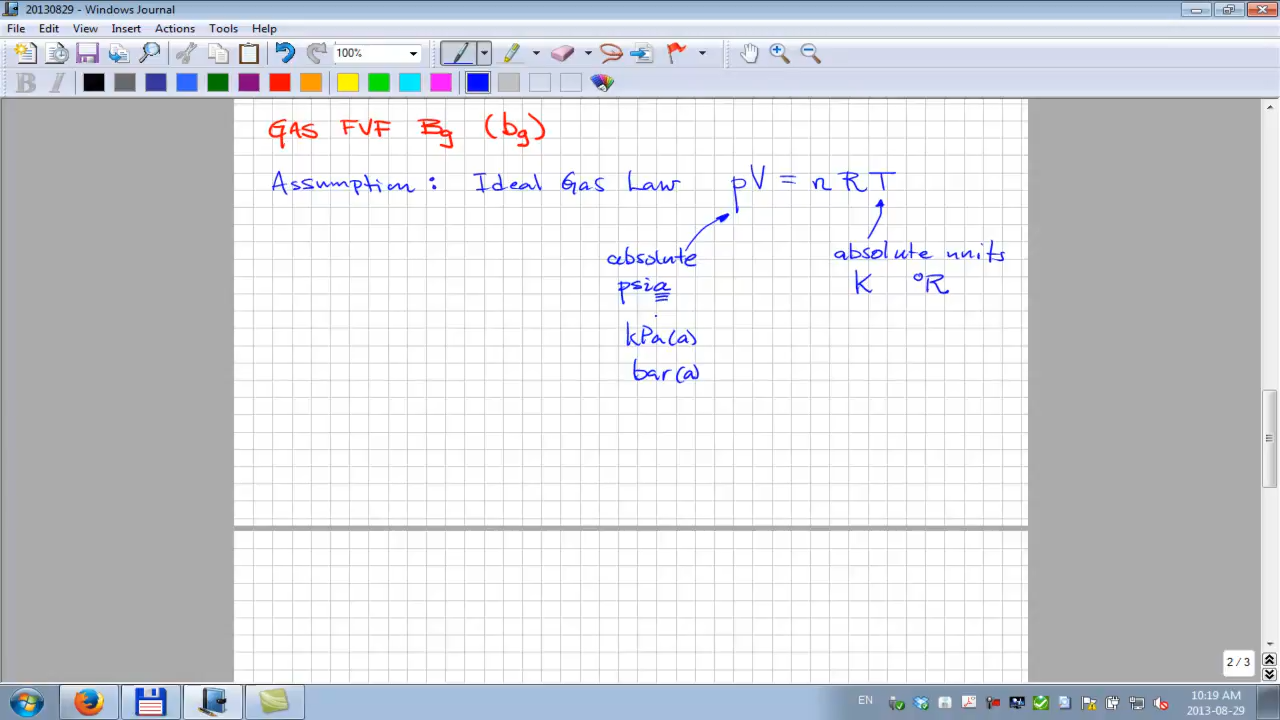 20130829 - Windows Journal
File Edit View Insert Actions Tools Help
100%
GAS FVF Bg (bg)
Assumption: Ideal Gas Law pV = nRT
absolute
psia
kPa(a)
bar(a)
absolute units
K °R
2 / 3
EN
10:19 AM
2013-08-29